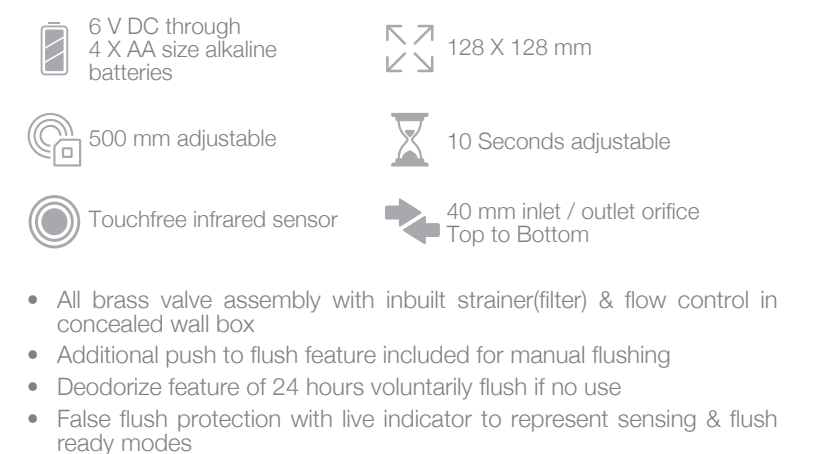 6 V DC through
4 X AA size alkaline
batteries
128 X 128 mm
500 mm adjustable
10 Seconds adjustable
Touchfree infrared sensor
40 mm inlet / outlet orifice
Top to Bottom
• All brass valve assembly with inbuilt strainer(filter) & flow control in
concealed wall box
• Additional push to flush feature included for manual flushing
• Deodorize feature of 24 hours voluntarily flush if no use
• False flush protection with live indicator to represent sensing & flush
ready modes